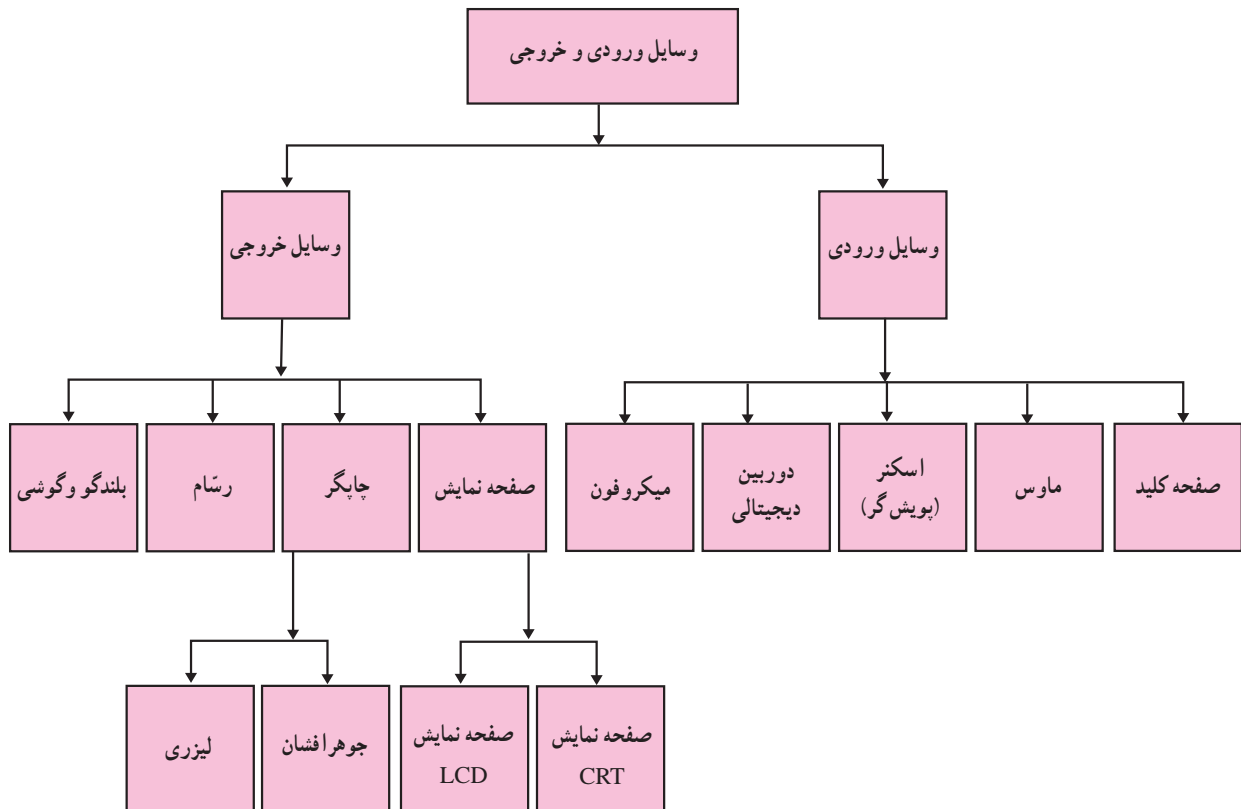 وسایل ورودی و خروجی
وسایل ورودی
وسایل خروجی
صفحه کلید
ماوس
اسکنر
(پویش گر)
دوربین
دیجیتالی
میکروفون
صفحه نمایش
چاپگر
رسّام
بلندگو وگوشی
صفحه نمایش
CRT
صفحه نمایش
LCD
جوهرافشان
لیزری